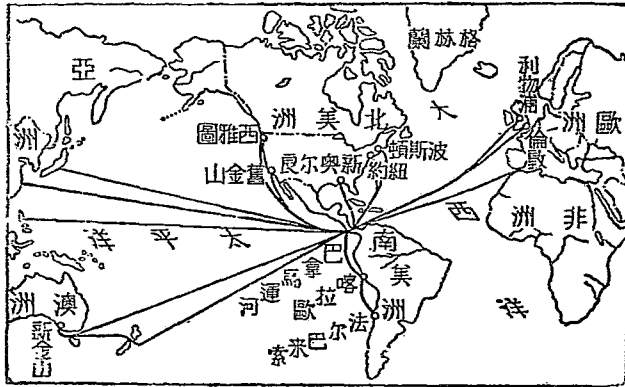 格林蘭
亞洲
北美洲
大西洋
利物浦
倫敦
歐洲
西雅圖
舊金山
新奥尔良
紐約
波斯頓
非洲
太平洋
巴拿馬運河
南美洲
喀拉歐
法尔巴来索
澳洲
新金山